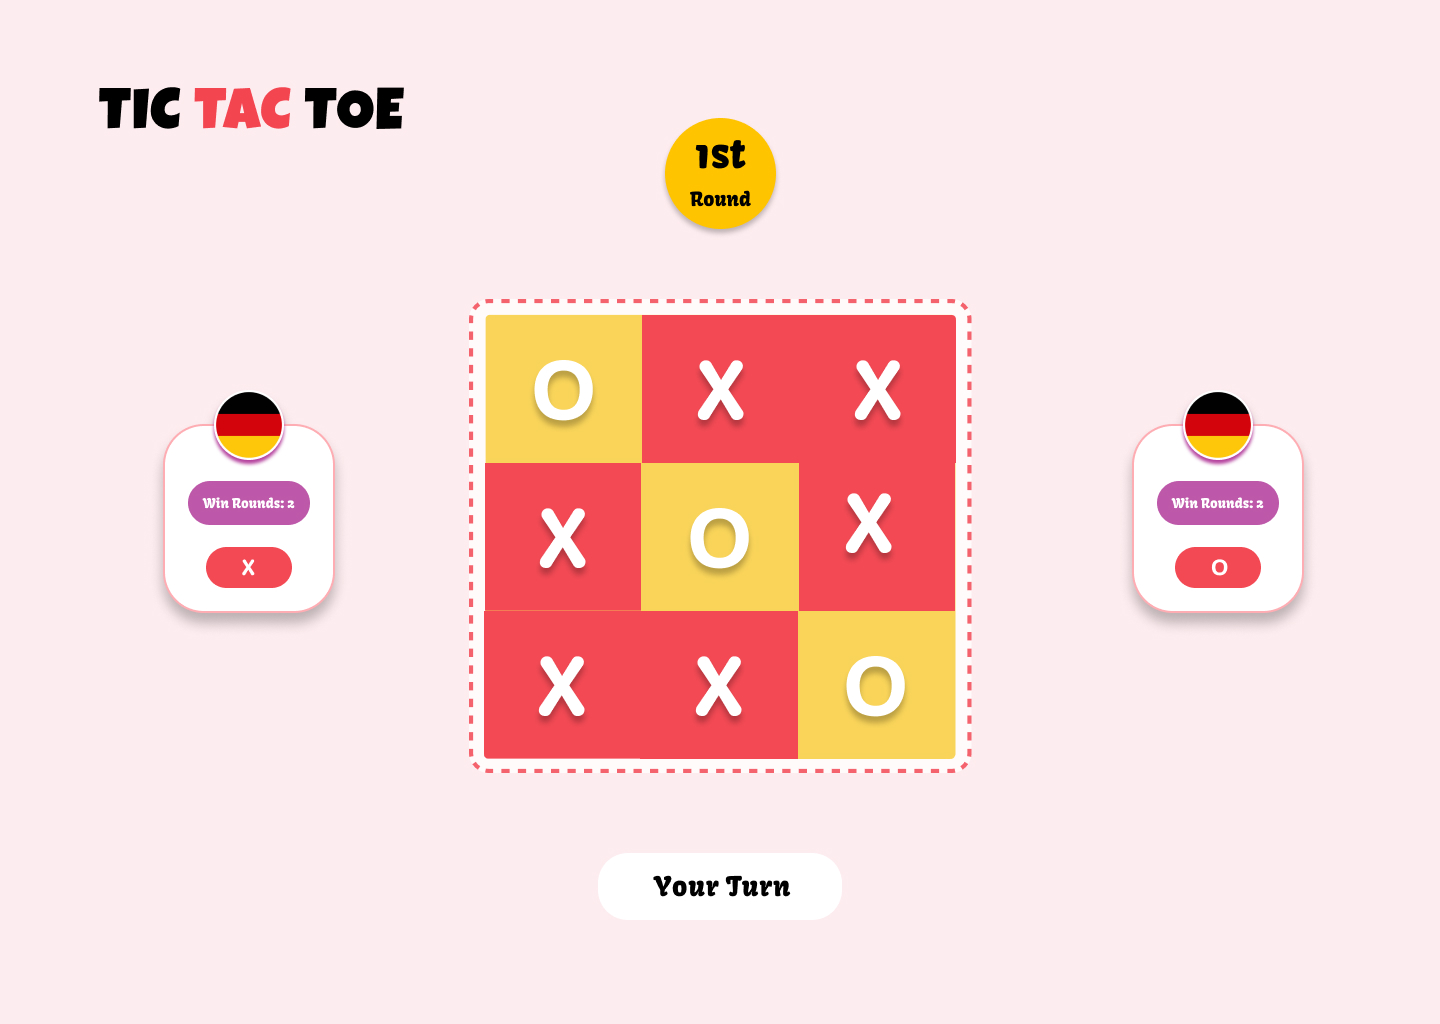 TIC TAC TOE
1st
Round
O X X
X O X
X X O
Win Rounds: 2
X
Win Rounds: 2
O
Your Turn